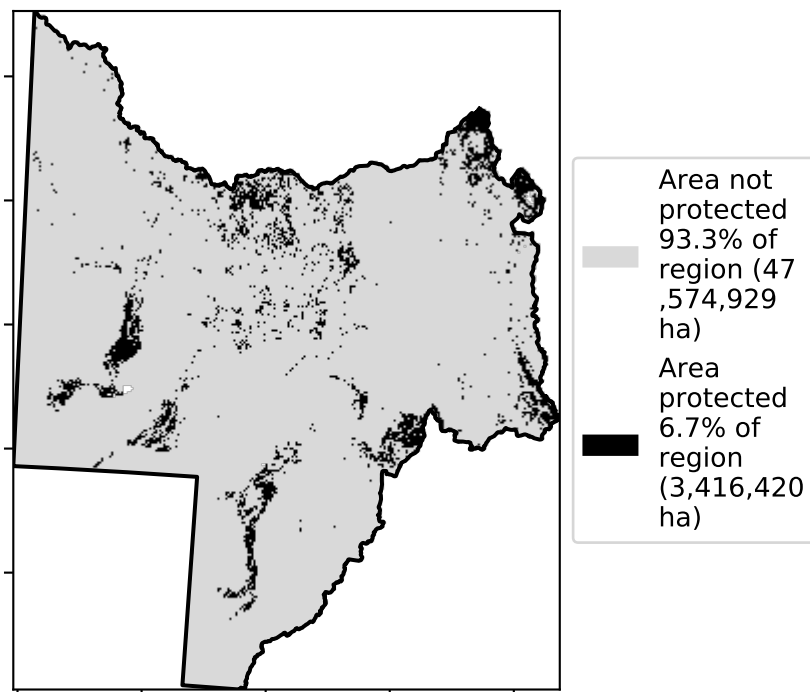 Area not
protected
93.3% of
region (47
,574,929
ha)
Area
protected
6.7% of
region
(3,416,420
ha)